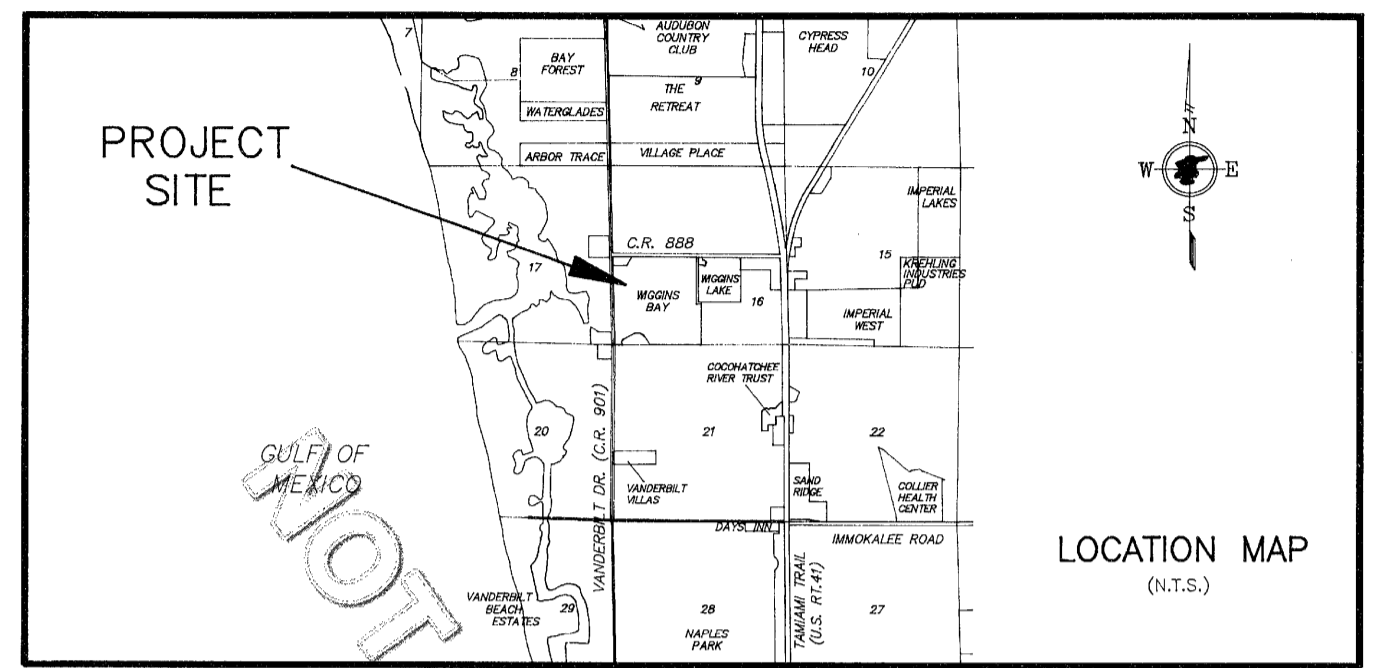 7
AUDUBON
COUNTRY
CLUB
CYPRESS
HEAD
BAY
FOREST
8
9
10
THE
RETREAT
WATERGLADES
PROJECT
SITE
ARBOR TRACE
VILLAGE PLACE
N
W
E
S
IMPERIAL
LAKES
C.R. 888
15
17
WIGGINS
LAKE
KREHLING
INDUSTRIES
PUD
WIGGINS
BAY
16
IMPERIAL
WEST
COCOHATCHEE
RIVER TRUST
VANDERBILT DR. (C.R. 901)
20
21
22
GULF OF
MEXICO
NOT
VANDERBILT
VILLAS
SAND
RIDGE
COLLIER
HEALTH
CENTER
DAYS INN
IMMOKALEE ROAD
LOCATION MAP
(N.T.S.)
TAMIAMI TRAIL
(U.S. RT.41)
VANDERBILT
BEACH
ESTATES
29
28
27
NAPLES
PARK